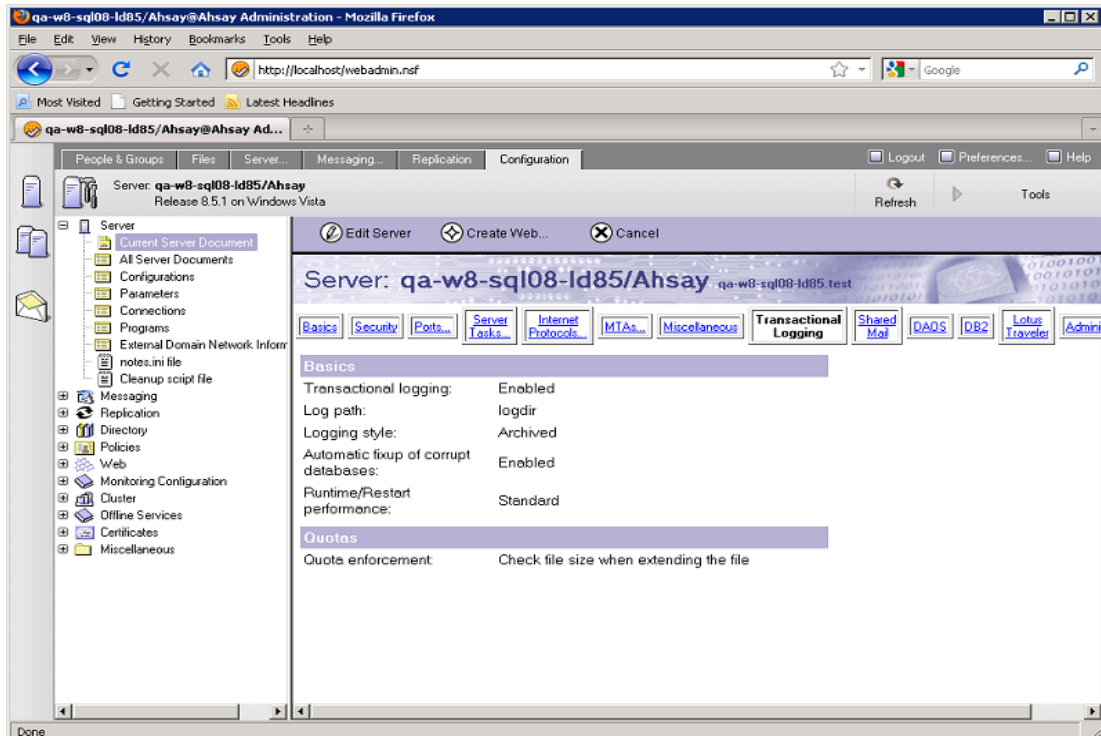 qa-w8-sql08-ld85/Ahsay@Ahsay Administration - Mozilla Firefox
File Edit View History Bookmarks Tools Help
http://localhost/webadmin.nsf
Google
Most Visited Getting Started Latest Headlines
qa-w8-sql08-ld85/Ahsay@Ahsay Ad...
People & Groups Files Server... Messaging... Replication Configuration Logout Preferences... Help
Server: qa-w8-sql08-ld85/Ahsay
Release 8.5.1 on Windows Vista
Refresh Tools
Server
Current Server Document
All Server Documents
Configurations
Parameters
Connections
Programs
External Domain Network Inform
notes.ini file
Cleanup script file
Messaging
Replication
Directory
Policies
Web
Monitoring Configuration
Cluster
Offline Services
Certificates
Miscellaneous
Edit Server Create Web... Cancel
Server: qa-w8-sql08-ld85/Ahsay qa-w8-sql08-ld85.test
Basics Security Ports... Server Tasks... Internet Protocols... MTAs... Miscellaneous Transactional Logging Shared Mail DAOS DB2 Lotus Traveler Admini
Basics
Transactional logging: Enabled
Log path: logdir
Logging style: Archived
Automatic fixup of corrupt databases: Enabled
Runtime/Restart performance: Standard
Quotas
Quota enforcement: Check file size when extending the file
Done